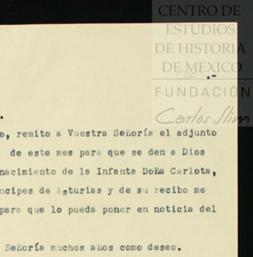 CENTRO DE
ESTUDIOS
DE HISTORIA
DE MEXICO
.-
FUNDACIÓN
Carlos Slim
.
o, remito a Vuestra Señoría el adjunto
de este mes para que se den a Dios
nacimiento de la Infanta Doña Carlota,
ncipes de Asturias y de su recibo me
para que lo pueda poner en noticia del
Señoría muchos años como deseo.